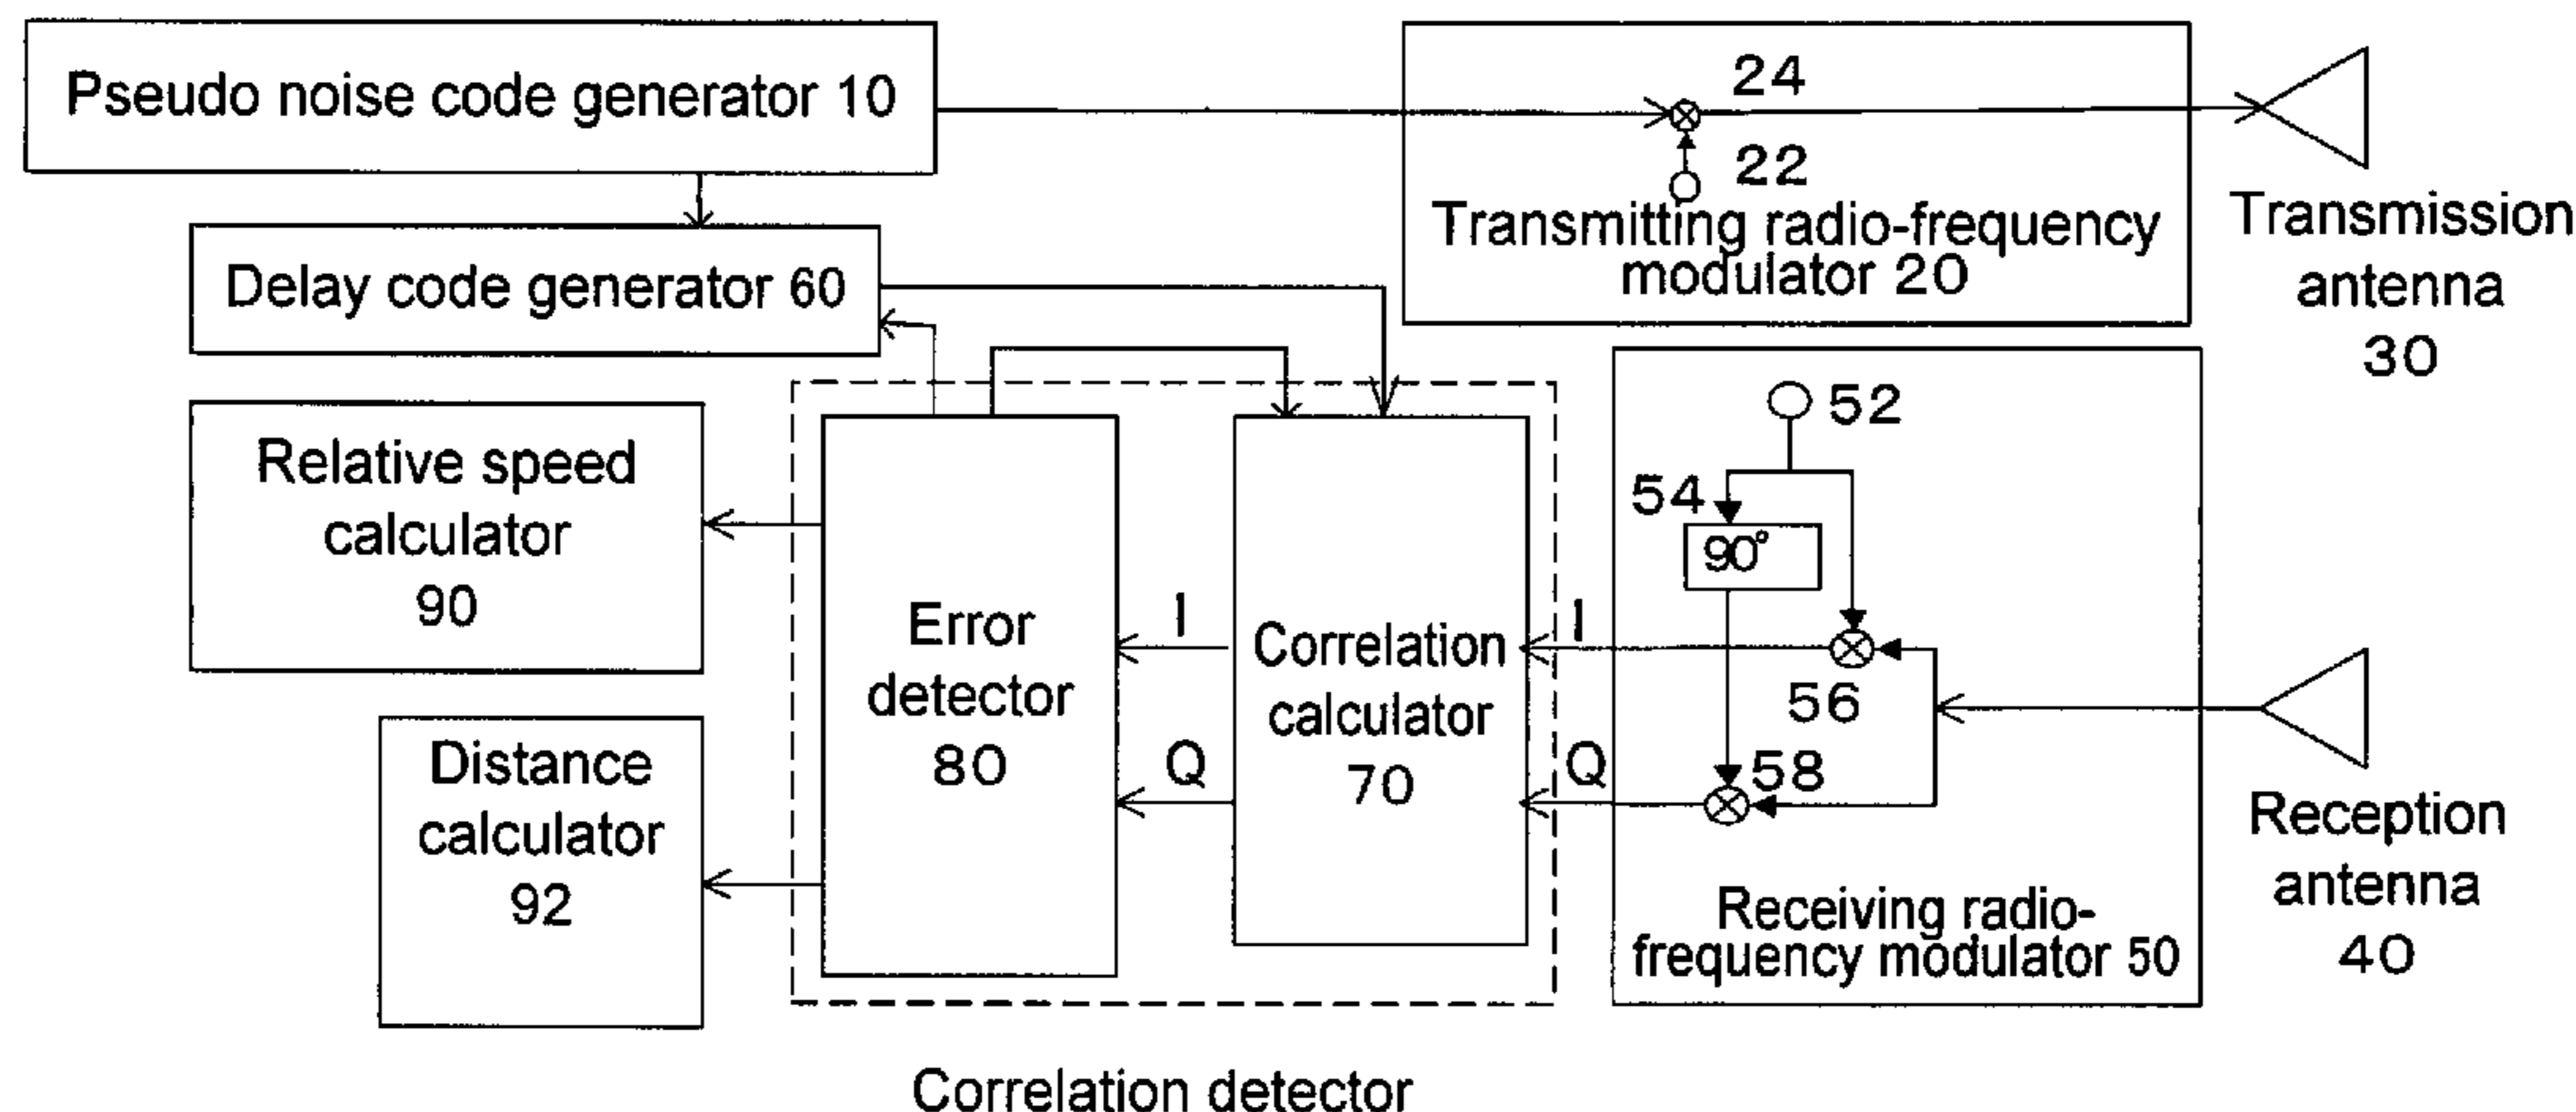 Pseudo noise code generator 10
24
22
Transmitting radio-frequency
modulator 20
Transmission
antenna
30
Delay code generator 60
Relative speed
calculator
90
Distance
calculator
92
Error
detector
80
I
Q
Correlation
calculator
70
I
Q
52
54
90°
56
58
Receiving radio-
frequency modulator 50
Reception
antenna
40
Correlation detector